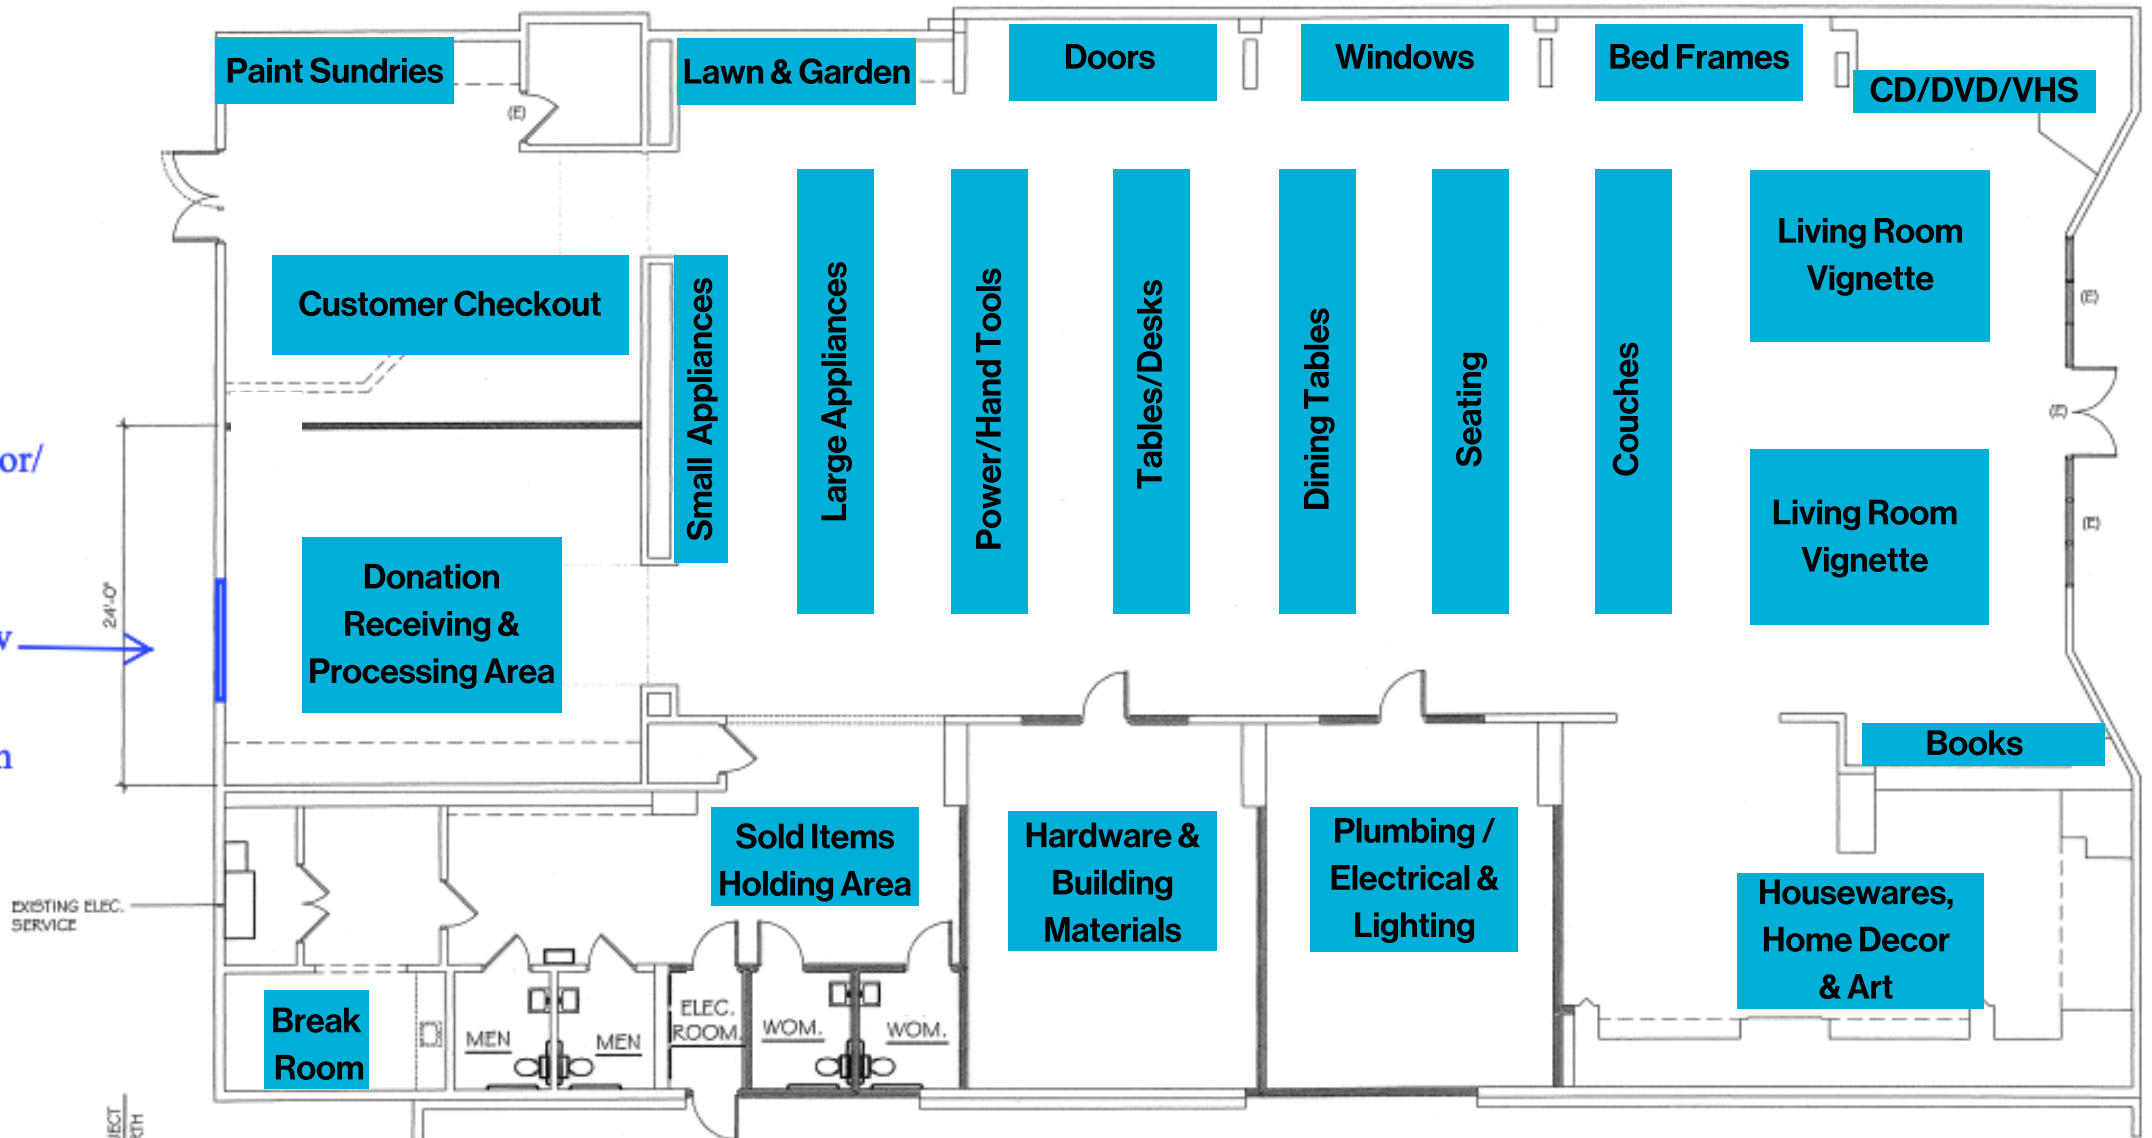 Paint Sundries
Lawn & Garden
Doors
Windows
Bed Frames
CD/DVD/VHS
(E)
Customer Checkout
Small Appliances
Large Appliances
Power/Hand Tools
Tables/Desks
Dining Tables
Seating
Couches
Living Room
Vignette
(E)
(E)
Living Room
Vignette
(E)
or/
24'-0"
Donation
Receiving &
Processing Area
Books
EXISTING ELEC.
SERVICE
Sold Items
Holding Area
Hardware &
Building
Materials
Plumbing /
Electrical &
Lighting
Housewares,
Home Decor
& Art
Break
Room
MEN
MEN
ELEC.
ROOM.
WOM.
WOM.